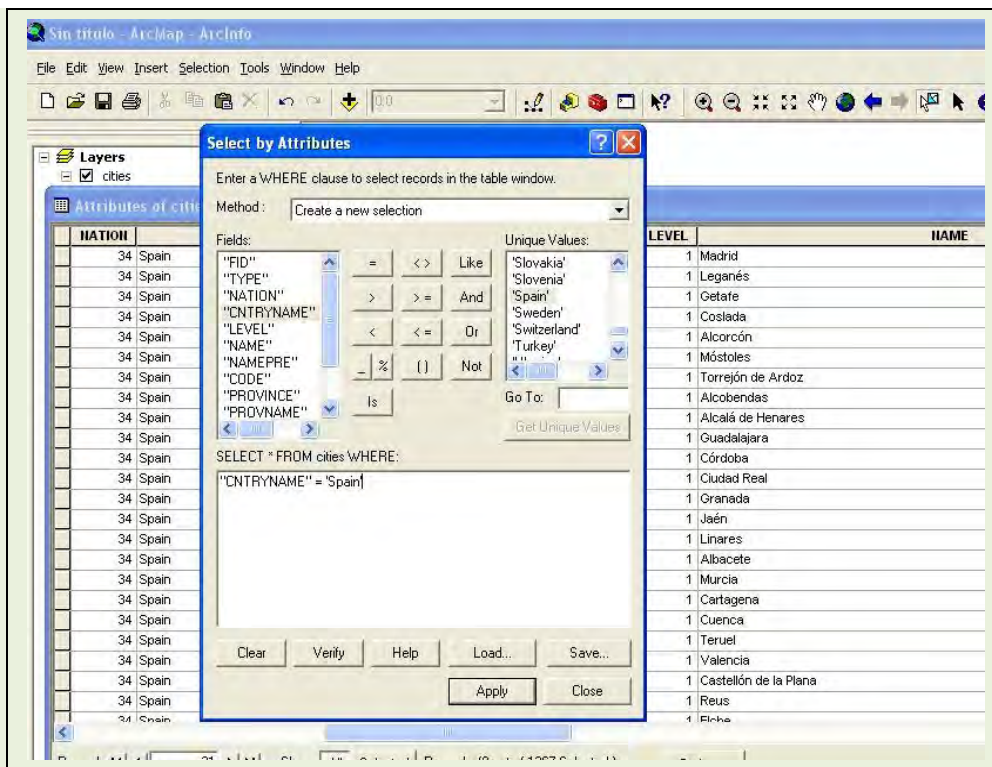 Sin título - ArcMap - ArcInfo
File Edit View Insert Selection Tools Window Help
Layers
cities
Attributes of citie
Select by Attributes
Enter a WHERE clause to select records in the table window.
Method : Create a new selection
Fields:
"FID"
"TYPE"
"NATION"
"CNTRYNAME"
"LEVEL"
"NAME"
"NAMEPRE"
"CODE"
"PROVINCE"
"PROVNAME"
= < > Like
> > = And
< < = Or
_ % ( ) Not
Is
Unique Values:
'Slovakia'
'Slovenia'
'Spain'
'Sweden'
'Switzerland'
'Turkey'
Go To:
Get Unique Values
SELECT * FROM cities WHERE:
"CNTRYNAME" = 'Spain'
Clear Verify Help Load... Save...
Apply Close
NATION LEVEL NAME
34 Spain 1 Madrid
34 Spain 1 Leganés
34 Spain 1 Getafe
34 Spain 1 Coslada
34 Spain 1 Alcorcón
34 Spain 1 Móstoles
34 Spain 1 Torrejón de Ardoz
34 Spain 1 Alcobendas
34 Spain 1 Alcalá de Henares
34 Spain 1 Guadalajara
34 Spain 1 Córdoba
34 Spain 1 Ciudad Real
34 Spain 1 Granada
34 Spain 1 Jaén
34 Spain 1 Linares
34 Spain 1 Albacete
34 Spain 1 Murcia
34 Spain 1 Cartagena
34 Spain 1 Cuenca
34 Spain 1 Teruel
34 Spain 1 Valencia
34 Spain 1 Castellón de la Plana
34 Spain 1 Reus
34 Spain 1 Elche